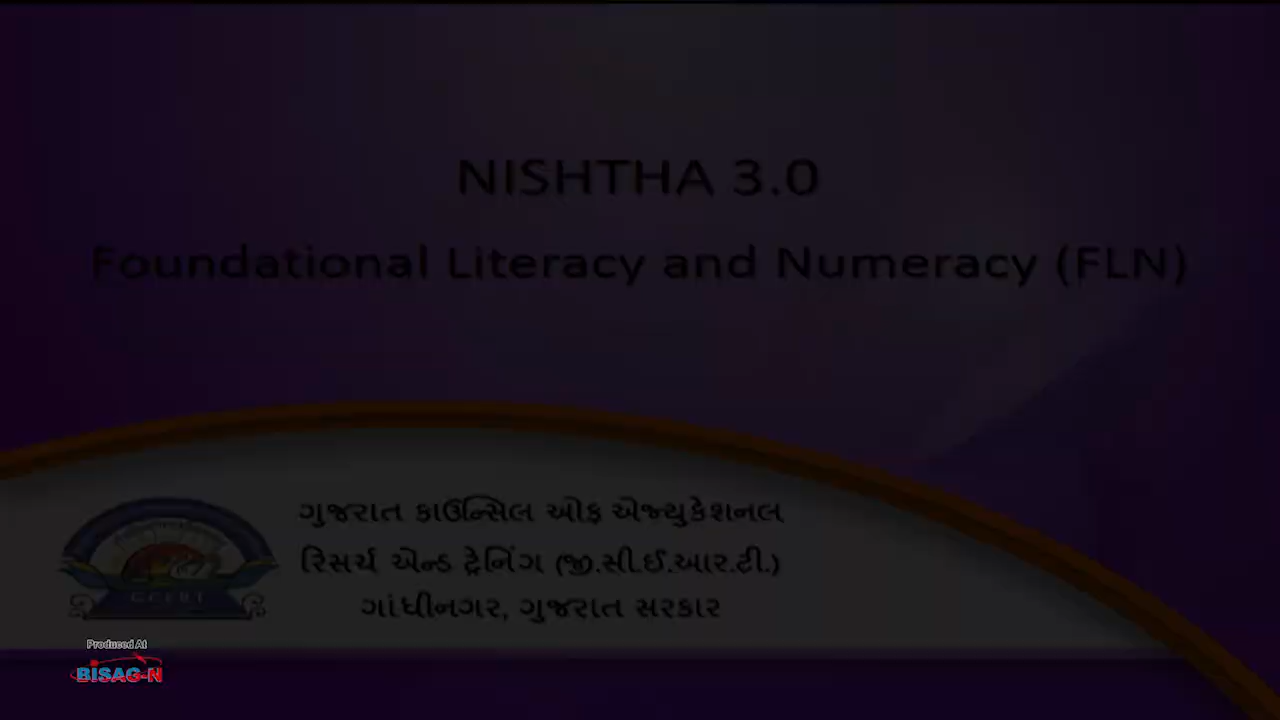 NISHTHA 3.0
Foundational Literacy and Numeracy (FLN)
ગુજરાત કાઉન્સિલ ઓફ એજ્યુકેશનલ
રિસર્ચ એન્ડ ટ્રેનિંગ (જી.સી.ઈ.આર.ટી.)
ગાંધીનગર, ગુજરાત સરકાર
GCERT
Produced At
BISAG-N